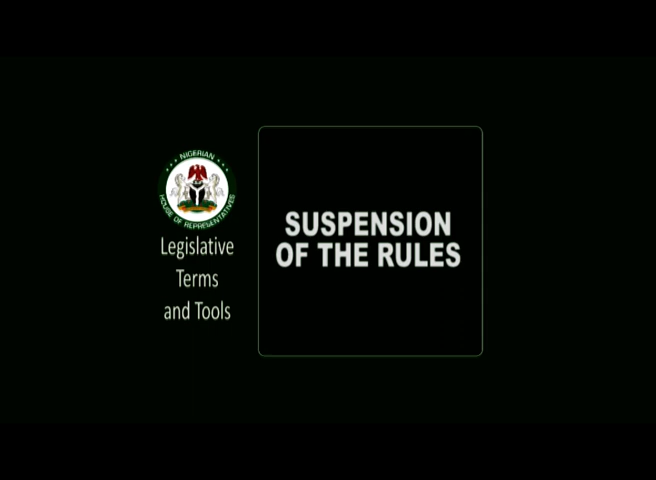 NIGERIAN
HOUSE OF REPRESENTATIVES
Legislative
Terms
and Tools
SUSPENSION
OF THE RULES